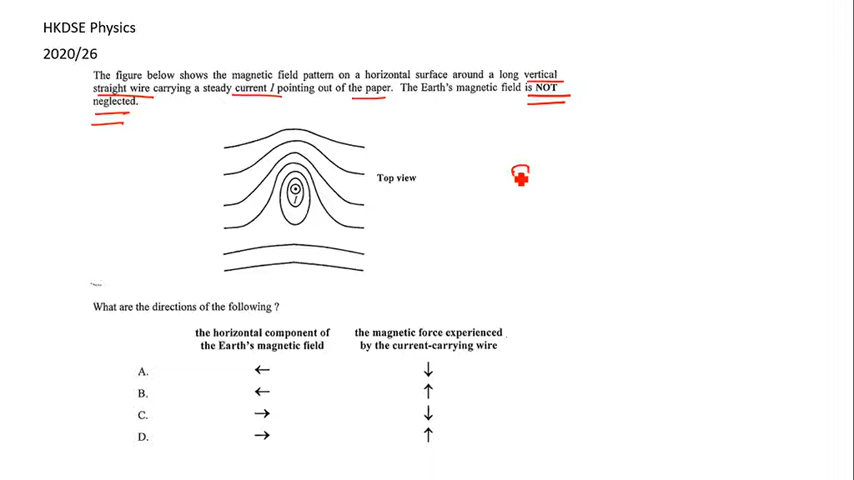 HKDSE Physics
2020/26
The figure below shows the magnetic field pattern on a horizontal surface around a long vertical
straight wire carrying a steady current I pointing out of the paper. The Earth's magnetic field is NOT
neglected.
Top view
I
What are the directions of the following ?
the horizontal component of the magnetic force experienced
the Earth's magnetic field by the current-carrying wire
A. ← ↓
B. ← ↑
C. → ↓
D. → ↑